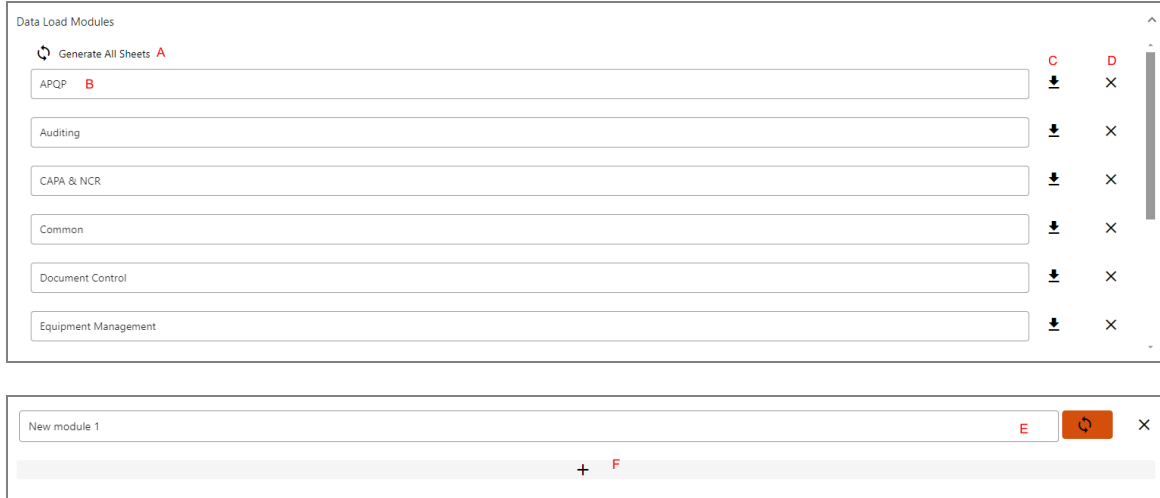 Data Load Modules
Generate All Sheets A
C D
APQP B
Auditing
CAPA & NCR
Common
Document Control
Equipment Management
New module 1 E
+ F